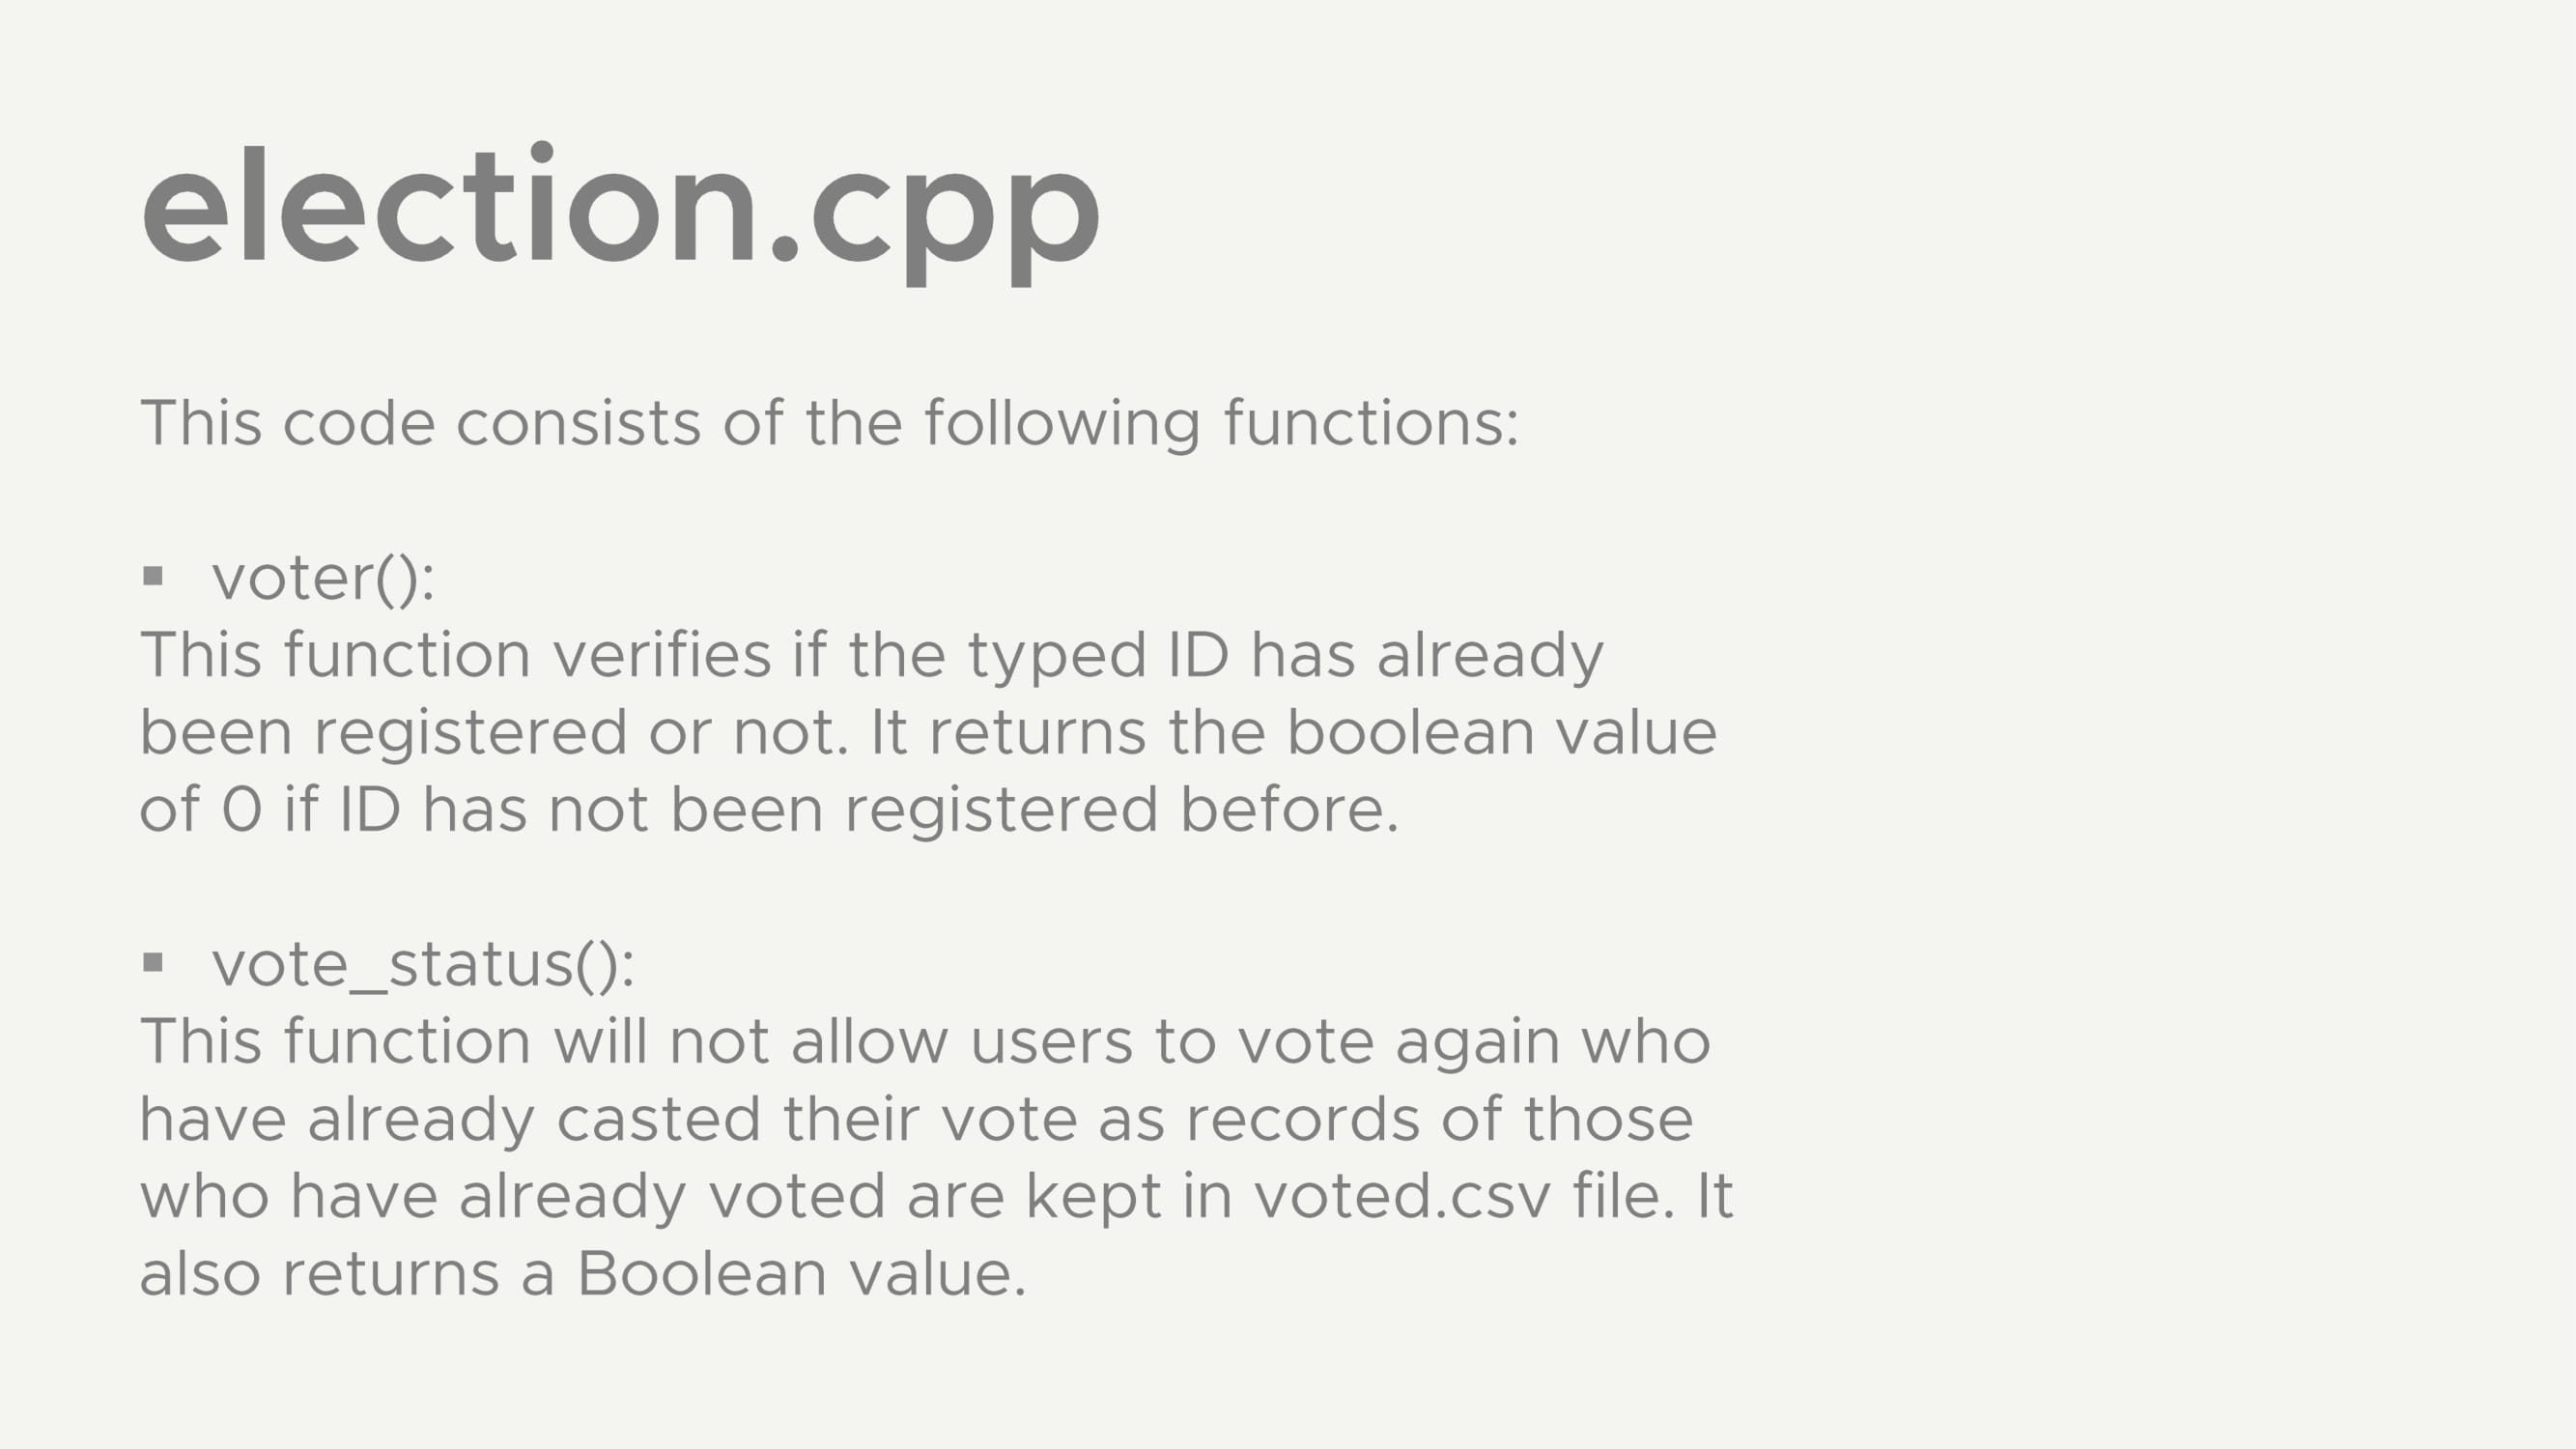 election.cpp
This code consists of the following functions:
▪ voter():
This function verifies if the typed ID has already
been registered or not. It returns the boolean value
of 0 if ID has not been registered before.
▪ vote_status():
This function will not allow users to vote again who
have already casted their vote as records of those
who have already voted are kept in voted.csv file. It
also returns a Boolean value.